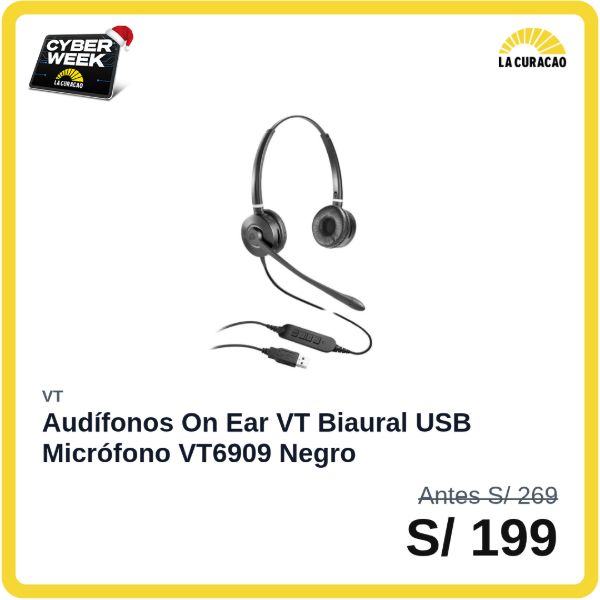 CYBER
WEEK
LA CURACAO
LA CURACAO
VT
Audífonos On Ear VT Biaural USB
Micrófono VT6909 Negro
Antes S/ 269
S/ 199